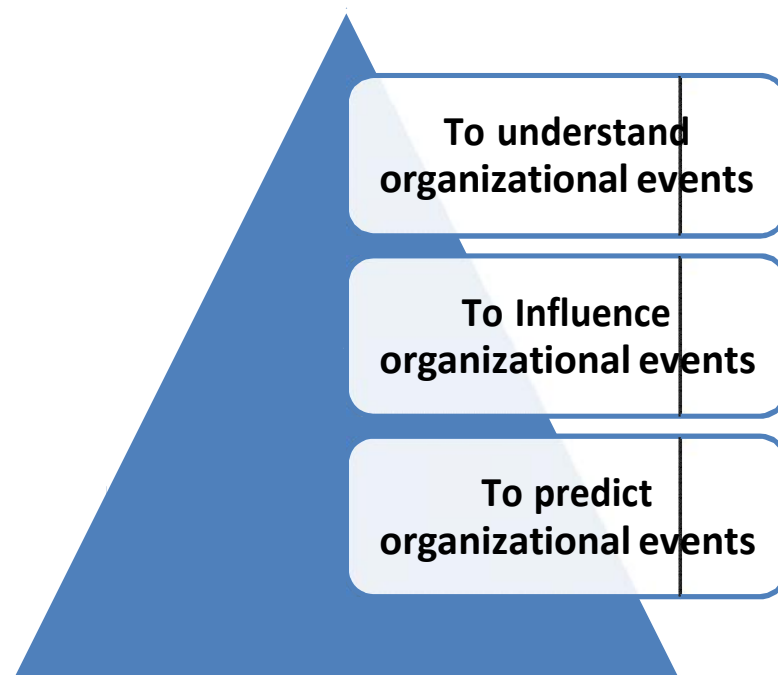 To understand
organizational events
To Influence
organizational events
To predict
organizational events